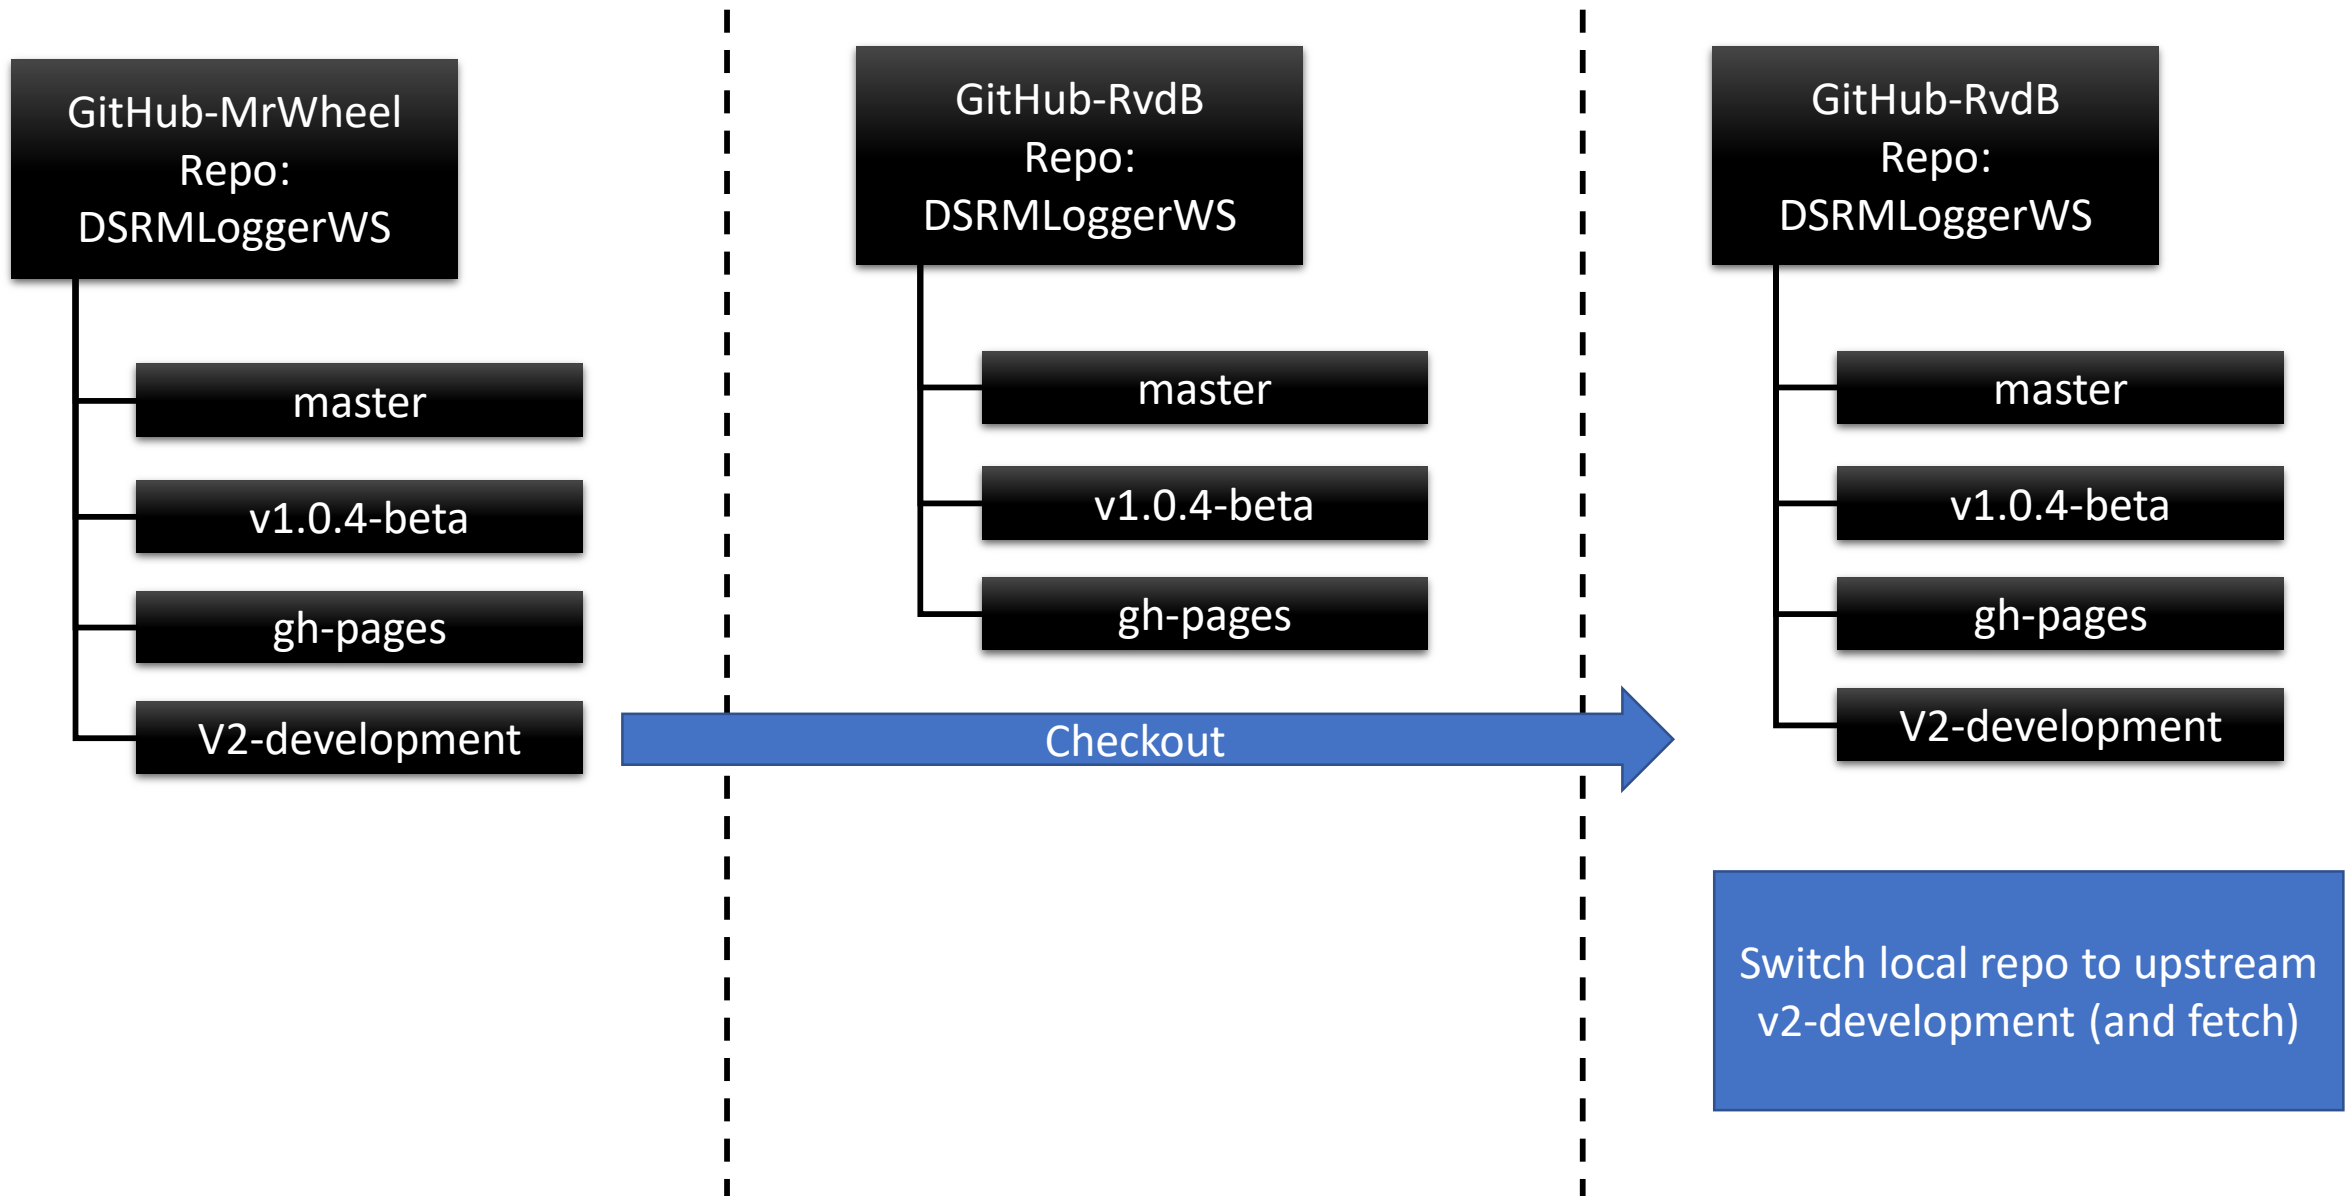 GitHub-MrWheel
Repo:
DSRMLoggerWS
master
v1.0.4-beta
gh-pages
V2-development
GitHub-RvdB
Repo:
DSRMLoggerWS
master
v1.0.4-beta
gh-pages
Checkout
GitHub-RvdB
Repo:
DSRMLoggerWS
master
v1.0.4-beta
gh-pages
V2-development
Switch local repo to upstream
v2-development (and fetch)